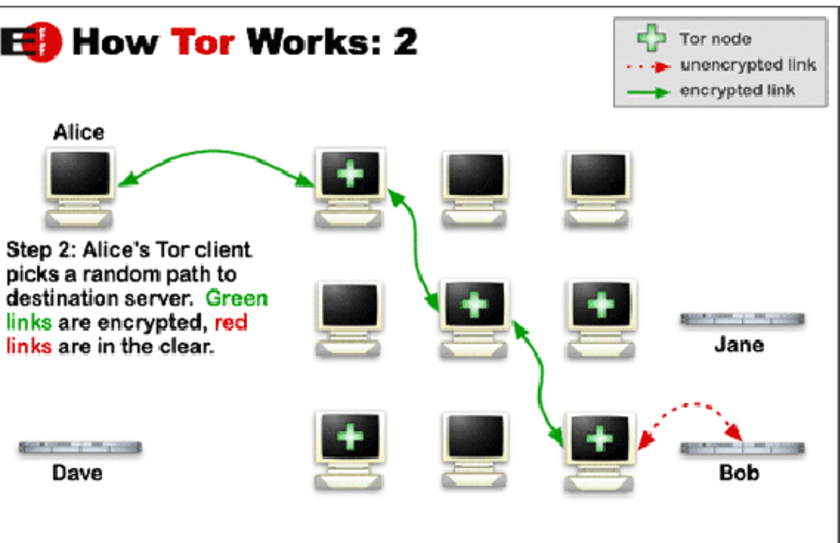 EFF How Tor Works: 2
Tor node
unencrypted link
encrypted link
Alice
Step 2: Alice's Tor client
picks a random path to
destination server. Green
links are encrypted, red
links are in the clear.
Jane
Dave
Bob